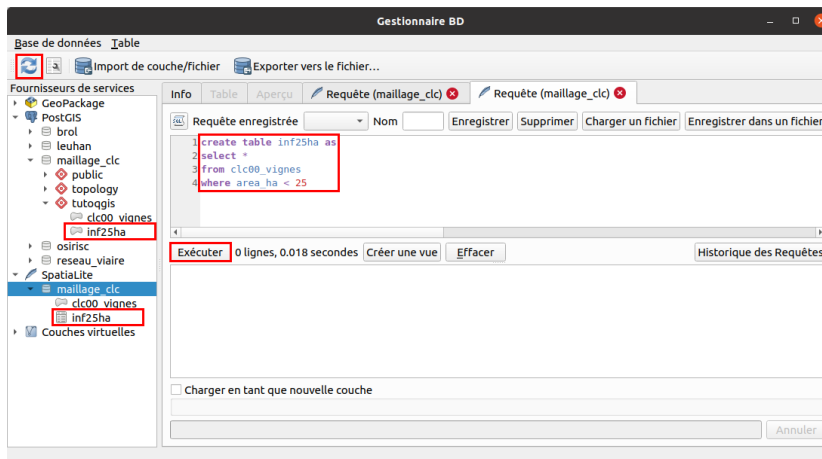 Gestionnaire BD
Base de données Table
Import de couche/fichier Exporter vers le fichier...
Fournisseurs de services
GeoPackage
PostGIS
brol
leuhan
maillage_clc
public
topology
tutoqgis
clc00_vignes
inf25ha
osirisc
reseau_viaire
SpatiaLite
maillage_clc
clc00_vignes
inf25ha
Couches virtuelles
Info Table Aperçu Requête (maillage_clc) Requête (maillage_clc)
Requête enregistrée Nom Enregistrer Supprimer Charger un fichier Enregistrer dans un fichier
1 create table inf25ha as
2 select *
3 from clc00_vignes
4 where area_ha < 25
Exécuter 0 lignes, 0.018 secondes Créer une vue Effacer Historique des Requêtes
Charger en tant que nouvelle couche
Annuler